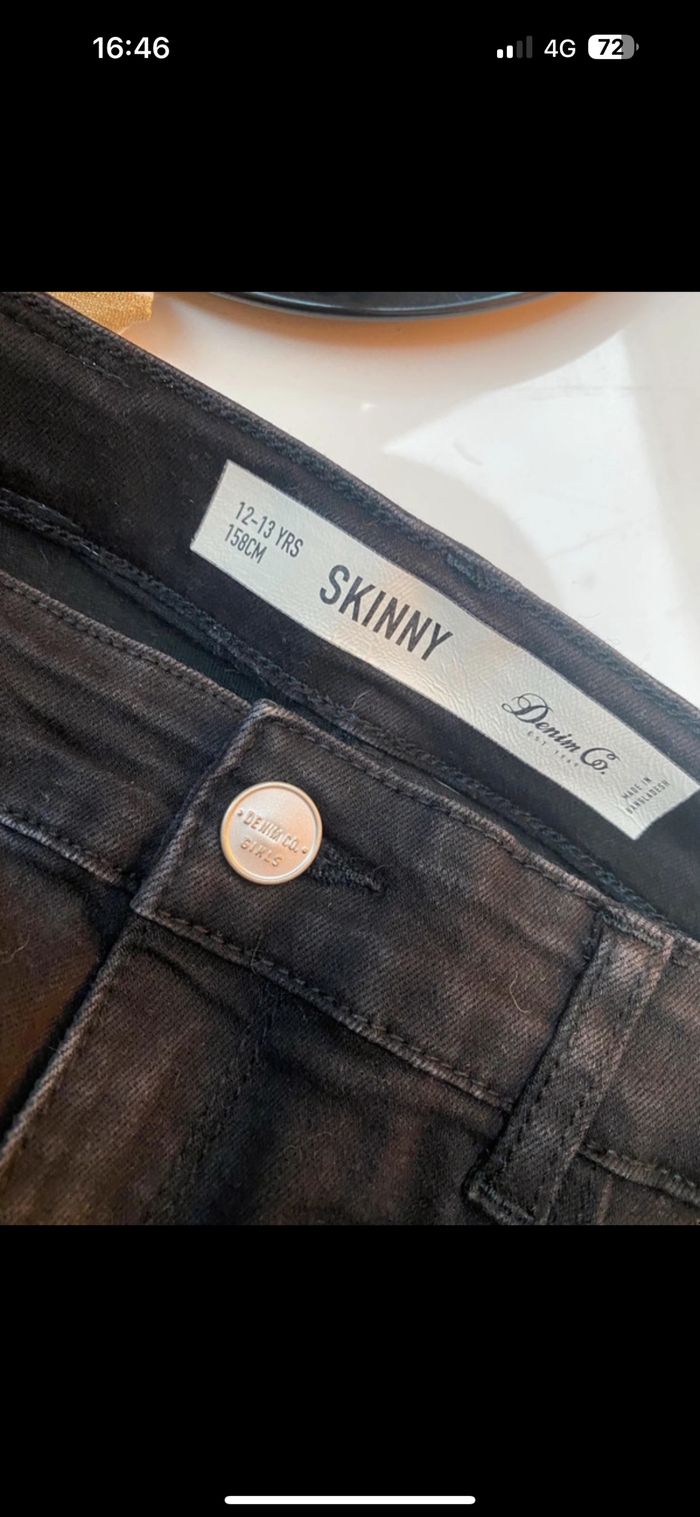 16:46
4G 72
12-13 YRS
158CM
SKINNY
Denim Co.
MADE IN
BANGLADESH
DENIM CO.
GIRLS